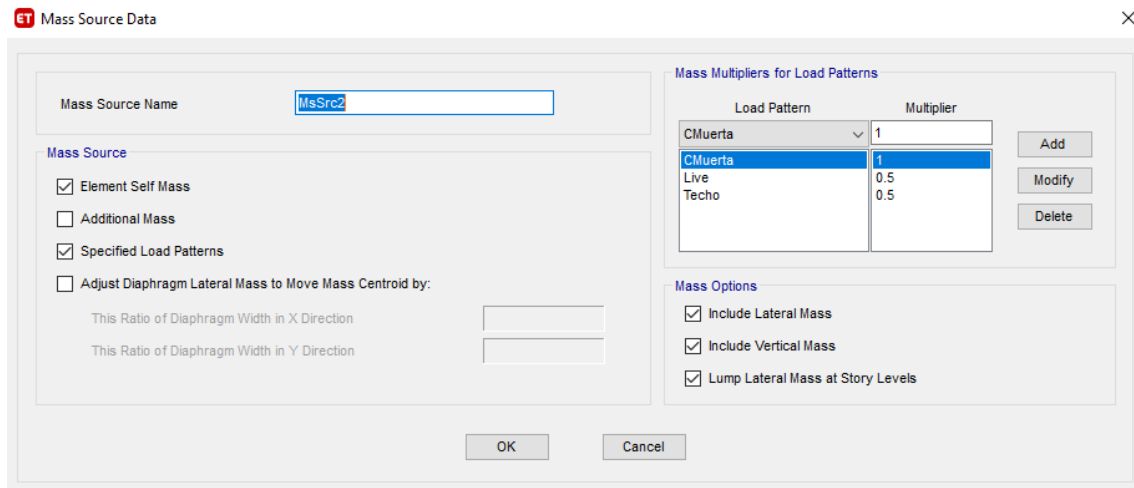 ET Mass Source Data
Mass Source Name MsSrc2
Mass Source
Element Self Mass
Additional Mass
Specified Load Patterns
Adjust Diaphragm Lateral Mass to Move Mass Centroid by:
This Ratio of Diaphragm Width in X Direction
This Ratio of Diaphragm Width in Y Direction
Mass Multipliers for Load Patterns
Load Pattern Multiplier
CMuerta 1
CMuerta 1
Live 0.5
Techo 0.5
Add
Modify
Delete
Mass Options
Include Lateral Mass
Include Vertical Mass
Lump Lateral Mass at Story Levels
OK Cancel